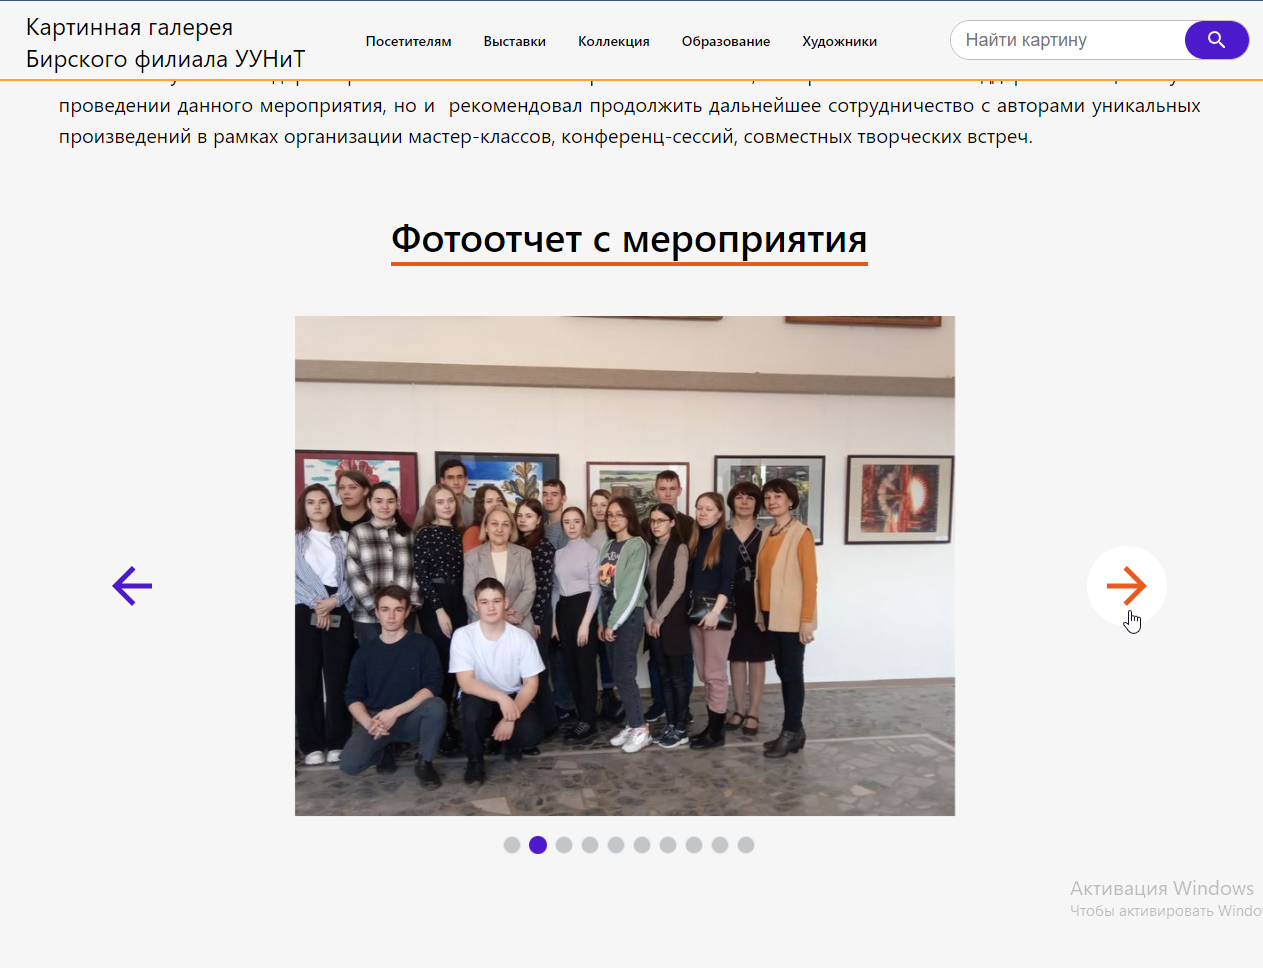 Картинная галерея
Бирского филиала УУНиТ
Посетителям Выставки Коллекция Образование Художники
Найти картину
проведении данного мероприятия, но и рекомендовал продолжить дальнейшее сотрудничество с авторами уникальных
произведений в рамках организации мастер-классов, конференц-сессий, совместных творческих встреч.
Фотоотчет с мероприятия
Активация Windows
Чтобы активировать Windo